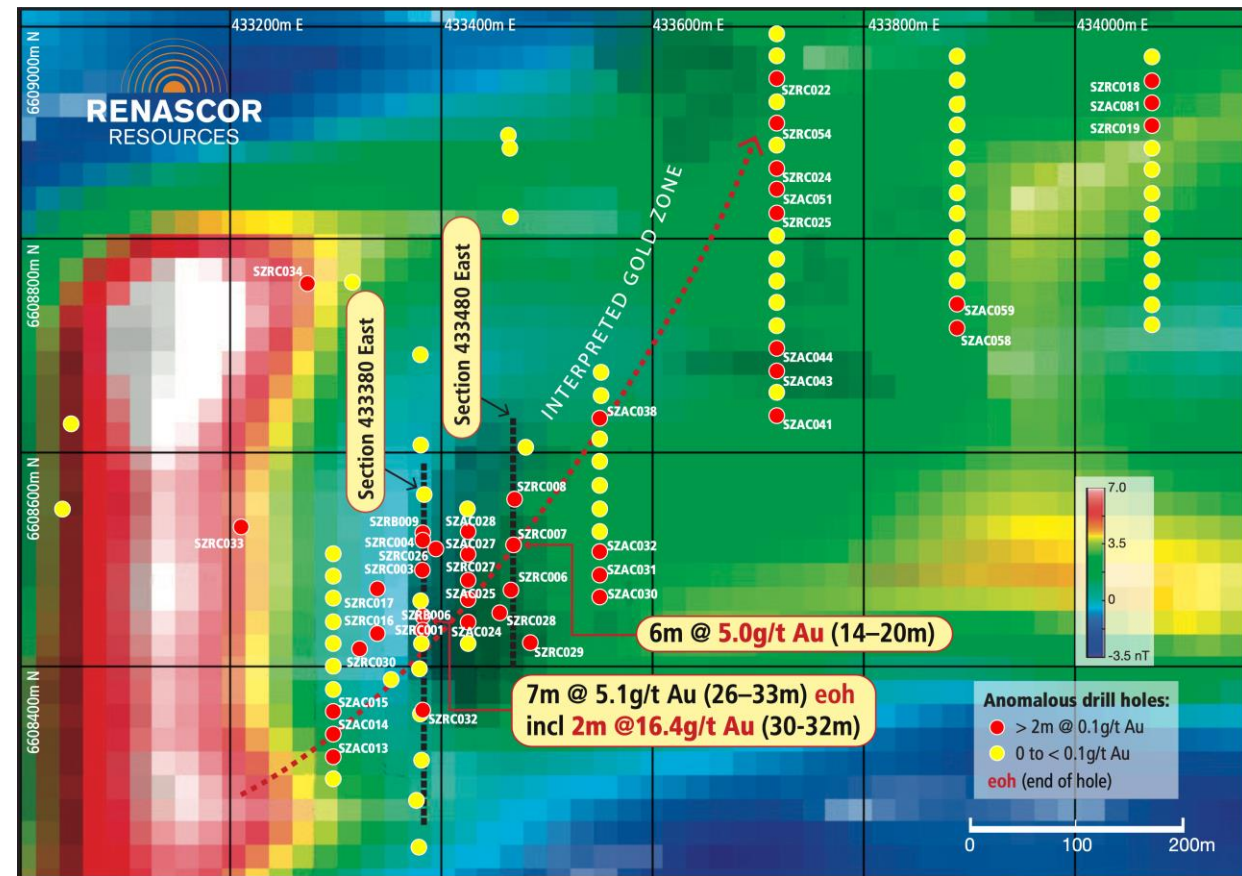 433200m E
433400m E
433600m E
433800m E
434000m E
6609000m N
6608800m N
6608600m N
6608400m N
RENASCOR
RESOURCES
SZRC022
SZRC054
SZRC024
SZAC051
SZRC025
SZRC018
SZAC081
SZRC019
SZRC034
Section 433380 East
Section 433480 East
INTERPRETED GOLD ZONE
SZAC059
SZAC058
SZAC044
SZAC043
SZAC041
SZAC038
SZRC033
SZRC008
SZRC007
SZRC006
SZRC028
SZRC029
SZRB009
SZRC004
SZRC026
SZRC003
SZAC028
SZAC027
SZRC027
SZAC025
SZAC024
SZAC032
SZAC031
SZAC030
SZRC017
SZRC016
SZRC030
SZRB006
SZRC001
SZRC032
SZAC015
SZAC014
SZAC013
6m @ 5.0g/t Au (14–20m)
7m @ 5.1g/t Au (26–33m) eoh
incl 2m @16.4g/t Au (30-32m)
7.0
3.5
0
-3.5 nT
Anomalous drill holes:
> 2m @ 0.1g/t Au
0 to < 0.1g/t Au
eoh (end of hole)
0 100 200m